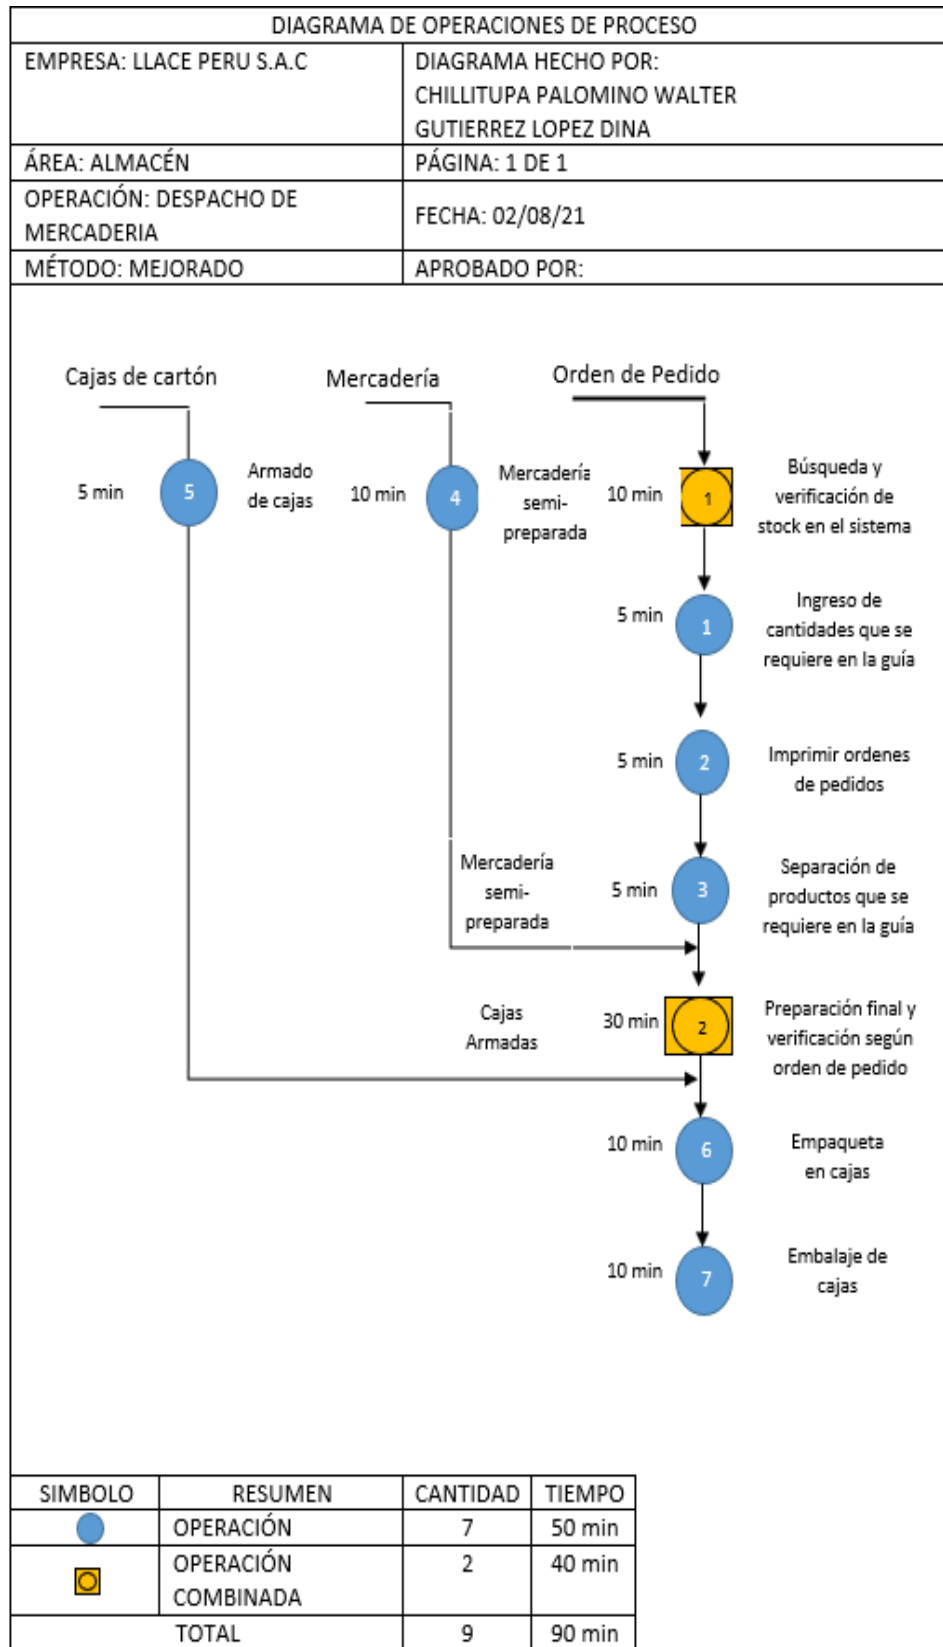 DIAGRAMA DE OPERACIONES DE PROCESO
EMPRESA: LLACE PERU S.A.C
DIAGRAMA HECHO POR:
CHILLITUPA PALOMINO WALTER
GUTIERREZ LOPEZ DINA
ÁREA: ALMACÉN
PÁGINA: 1 DE 1
OPERACIÓN: DESPACHO DE
MERCADERIA
FECHA: 02/08/21
MÉTODO: MEJORADO
APROBADO POR:
Cajas de cartón
Mercadería
Orden de Pedido
5 min
5
Armado
de cajas
10 min
4
Mercadería
semi-
preparada
10 min
1
Búsqueda y
verificación de
stock en el sistema
5 min
1
Ingreso de
cantidades que se
requiere en la guía
5 min
2
Imprimir ordenes
de pedidos
Mercadería
semi-
preparada
5 min
3
Separación de
productos que se
requiere en la guía
Cajas
Armadas
30 min
2
Preparación final y
verificación según
orden de pedido
10 min
6
Empaqueta
en cajas
10 min
7
Embalaje de
cajas
SIMBOLO RESUMEN CANTIDAD TIEMPO
OPERACIÓN 7 50 min
OPERACIÓN 2 40 min
COMBINADA
TOTAL 9 90 min